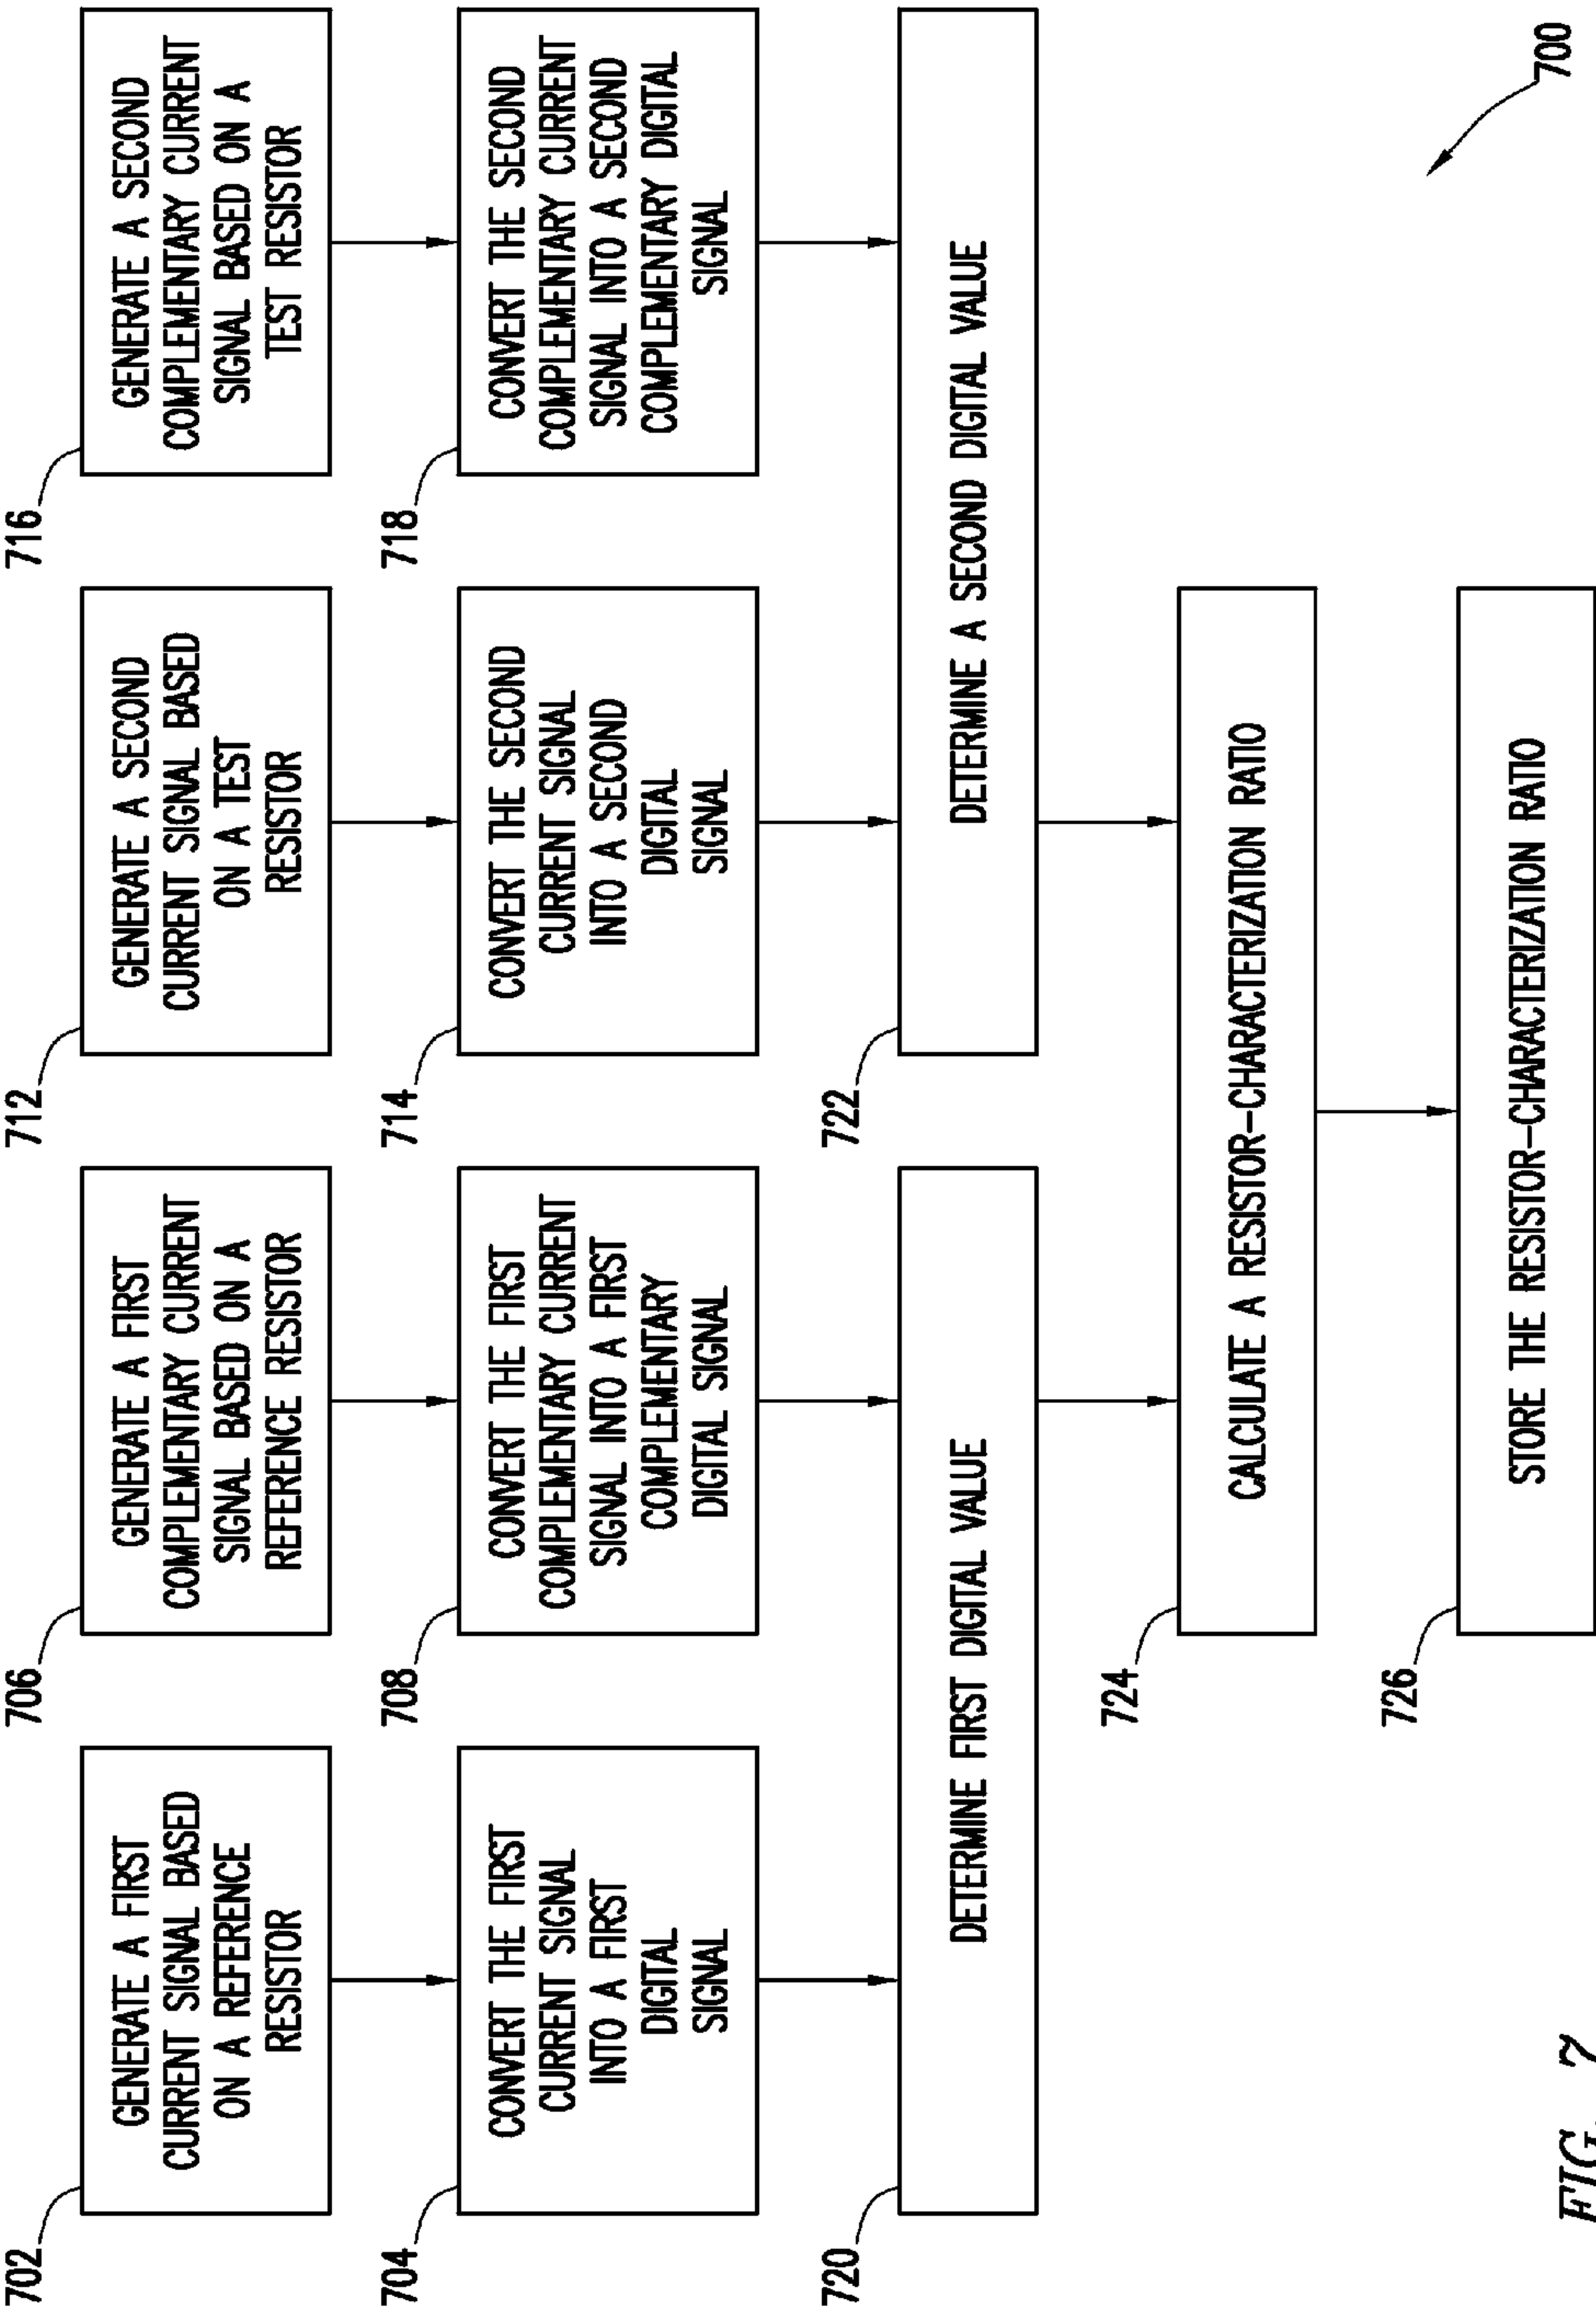 702
GENERATE A FIRST
CURRENT SIGNAL BASED
ON A REFERENCE
RESISTOR
706
GENERATE A FIRST
COMPLEMENTARY CURRENT
SIGNAL BASED ON A
REFERENCE RESISTOR
712
GENERATE A SECOND
CURRENT SIGNAL BASED
ON A TEST
RESISTOR
716
GENERATE A SECOND
COMPLEMENTARY CURRENT
SIGNAL BASED ON A
TEST RESISTOR
704
CONVERT THE FIRST
CURRENT SIGNAL
INTO A FIRST
DIGITAL
SIGNAL
708
CONVERT THE FIRST
COMPLEMENTARY CURRENT
SIGNAL INTO A FIRST
COMPLEMENTARY
DIGITAL SIGNAL
714
CONVERT THE SECOND
CURRENT SIGNAL
INTO A SECOND
DIGITAL
SIGNAL
718
CONVERT THE SECOND
COMPLEMENTARY CURRENT
SIGNAL INTO A SECOND
COMPLEMENTARY DIGITAL
SIGNAL
720
DETERMINE FIRST DIGITAL VALUE
722
DETERMINE A SECOND DIGITAL VALUE
724
CALCULATE A RESISTOR-CHARACTERIZATION RATIO
726
STORE THE RESISTOR-CHARACTERIZATION RATIO
700
FIG. 7